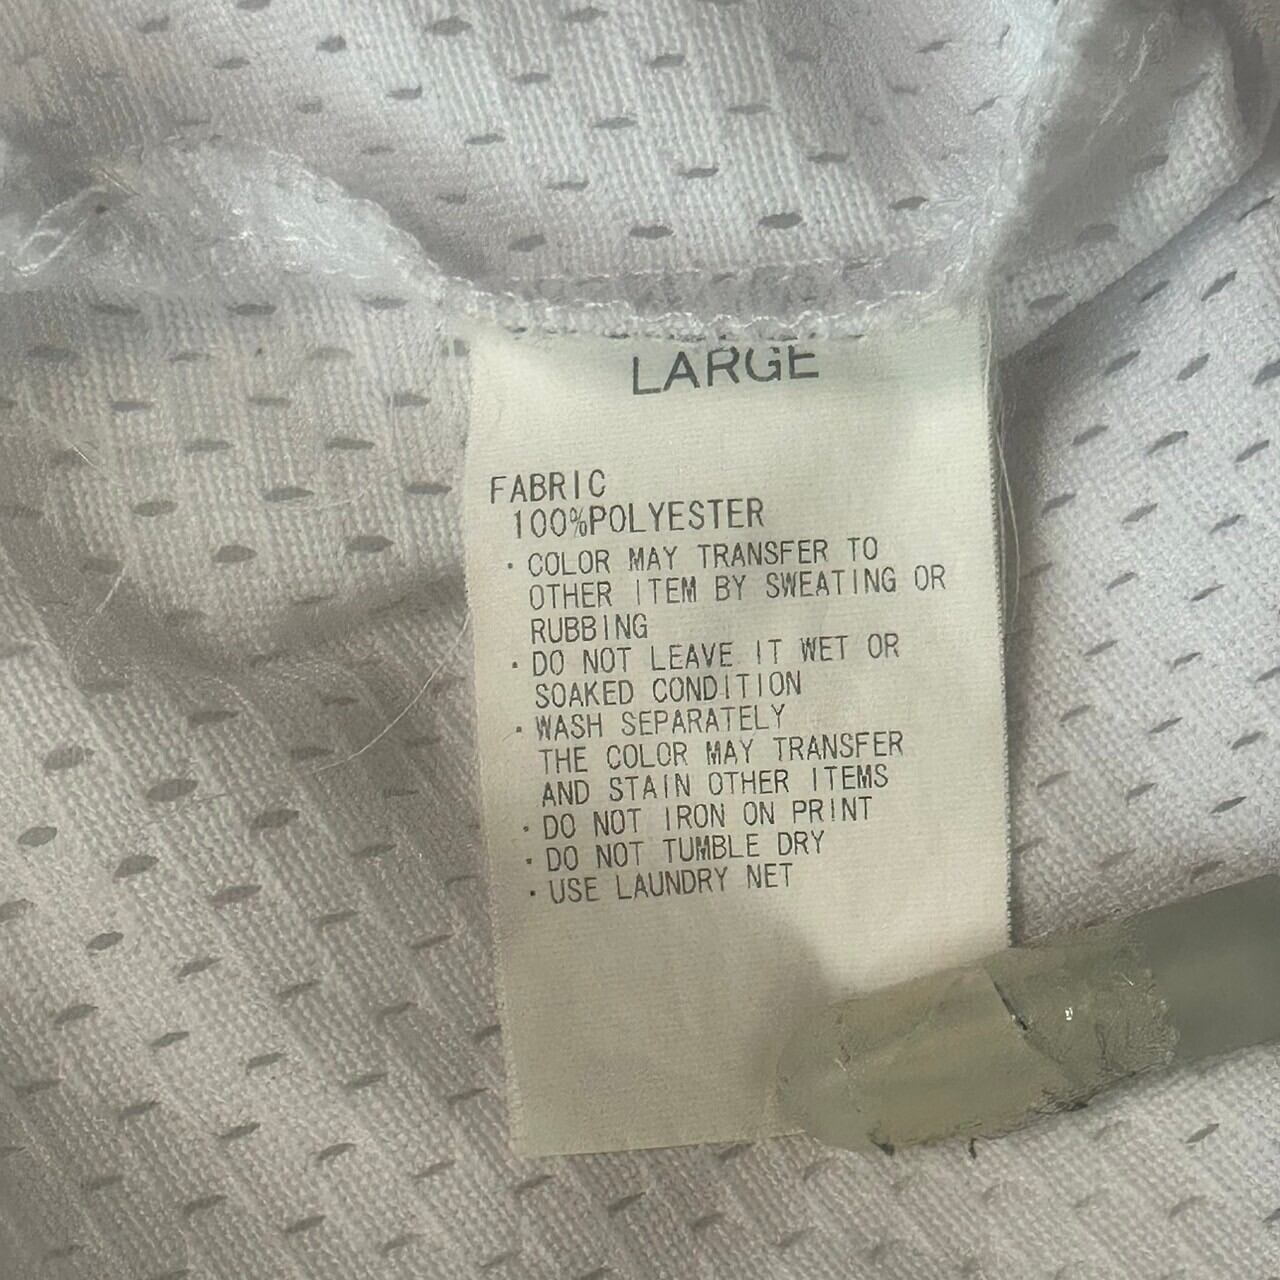 LARGE
FABRIC
100%POLYESTER
· COLOR MAY TRANSFER TO
OTHER ITEM BY SWEATING OR
RUBBING
· DO NOT LEAVE IT WET OR
SOAKED CONDITION
· WASH SEPARATELY
THE COLOR MAY TRANSFER
AND STAIN OTHER ITEMS
· DO NOT IRON ON PRINT
· DO NOT TUMBLE DRY
· USE LAUNDRY NET